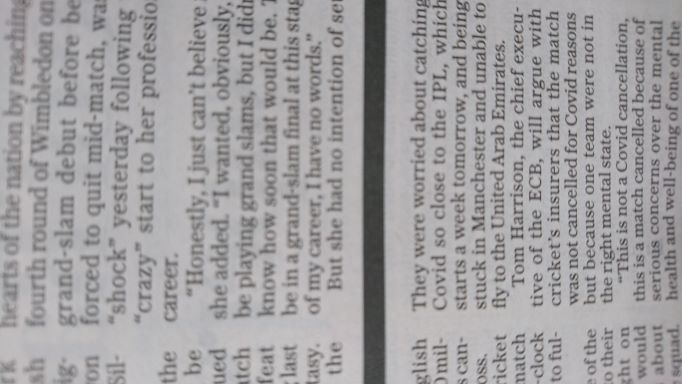 rk
sh
ig-
on
Sil-
the
be
ued
atch
feat
last
tasy.
the
hearts of the nation by reaching
fourth round of Wimbledon on
grand-slam debut before be
forced to quit mid-match, wa
“shock” yesterday following
“crazy” start to her professio
career.
“Honestly, I just can’t believe
she added. “I wanted, obviously,
be playing grand slams, but I did
know how soon that would be. T
be in a grand-slam final at this sta
of my career, I have no words.”
But she had no intention of se
glish
mil-
s can-
oss.
ricket
match
-clock
to ful-
e of the
to their
ght on
would
about
squad.
They were worried about catching
Covid so close to the IPL, which
starts a week tomorrow, and being
stuck in Manchester and unable to
fly to the United Arab Emirates.
Tom Harrison, the chief execu-
tive of the ECB, will argue with
cricket’s insurers that the match
was not cancelled for Covid reasons
but because one team were not in
the right mental state.
“This is not a Covid cancellation,
this is a match cancelled because of
serious concerns over the mental
health and well-being of one of the